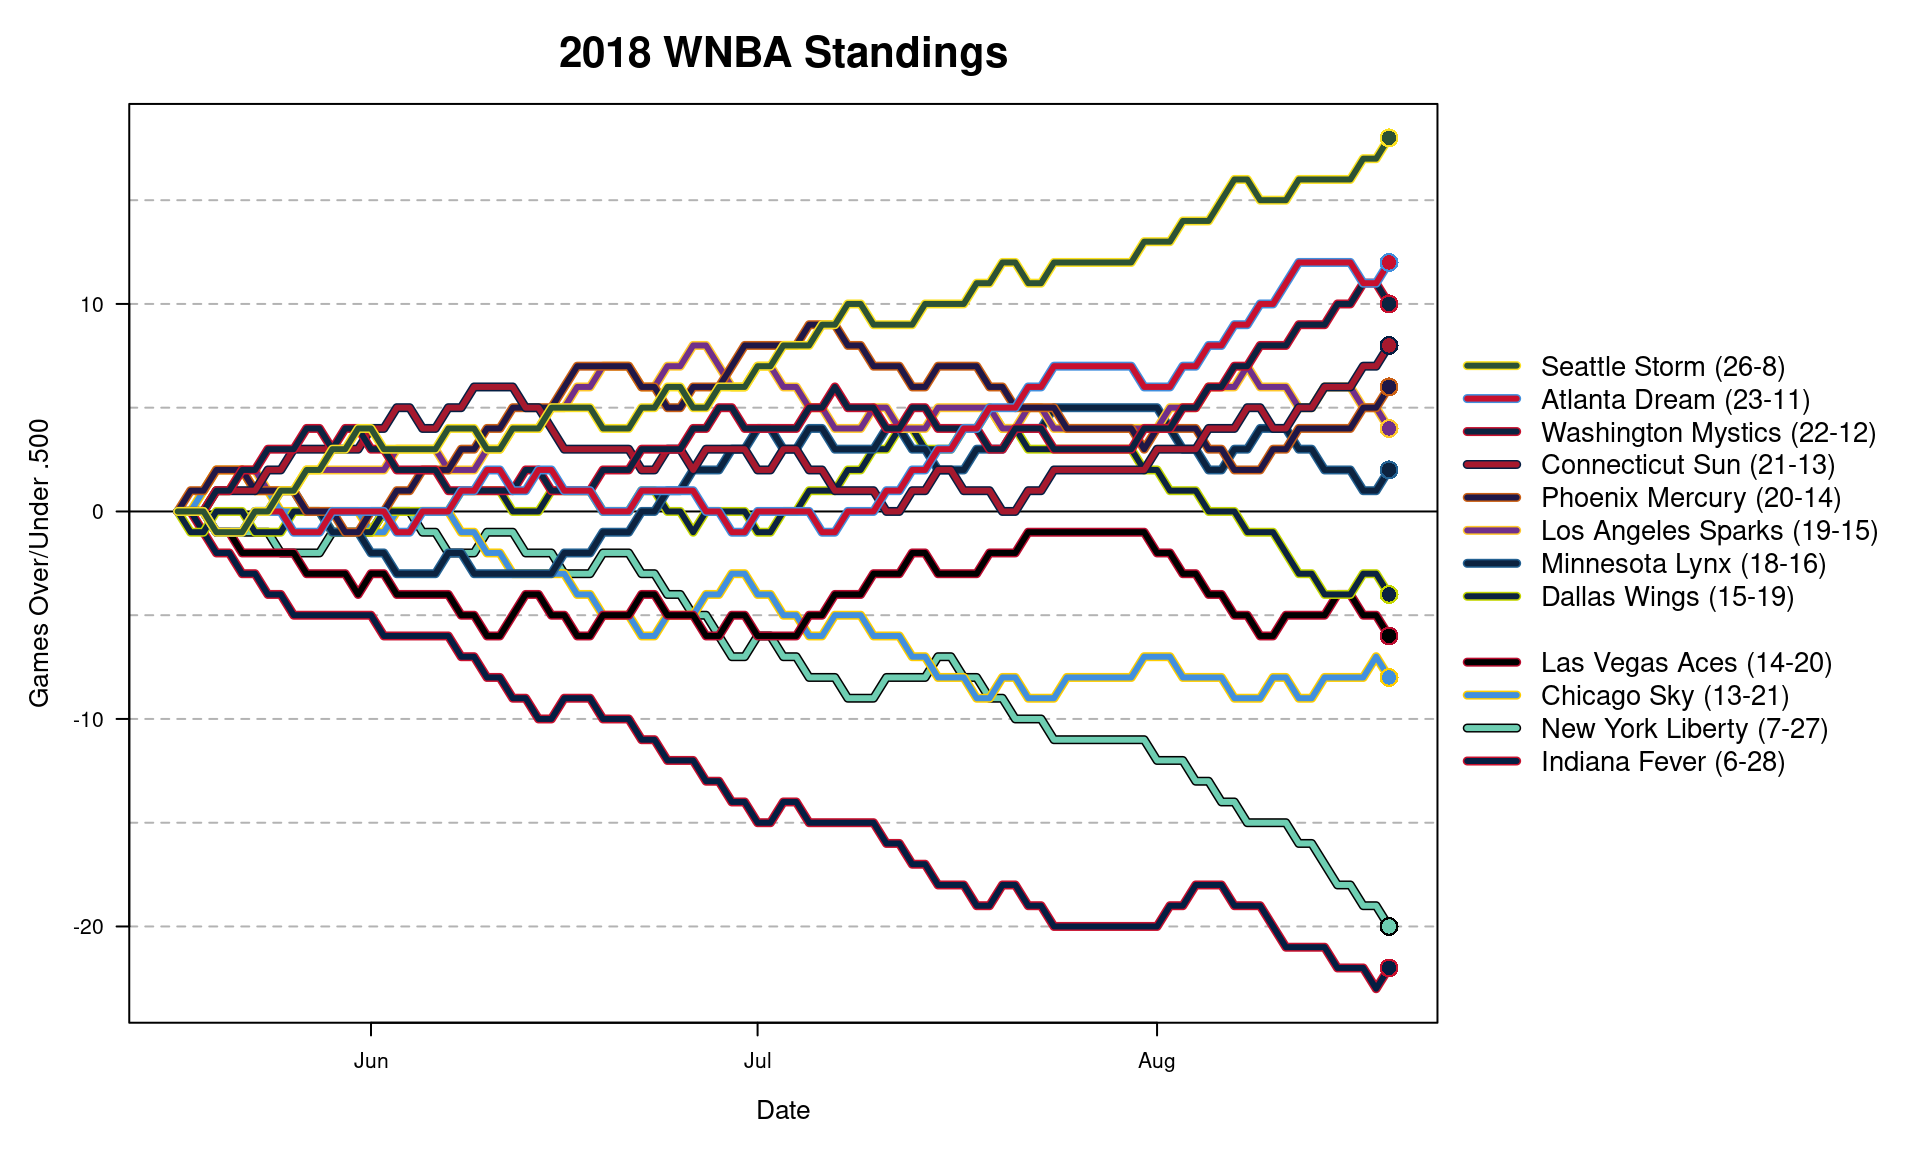 2018 WNBA Standings
Games Over/Under .500
10
0
-10
-20
Jun
Jul
Aug
Date
Seattle Storm (26-8)
Atlanta Dream (23-11)
Washington Mystics (22-12)
Connecticut Sun (21-13)
Phoenix Mercury (20-14)
Los Angeles Sparks (19-15)
Minnesota Lynx (18-16)
Dallas Wings (15-19)
Las Vegas Aces (14-20)
Chicago Sky (13-21)
New York Liberty (7-27)
Indiana Fever (6-28)